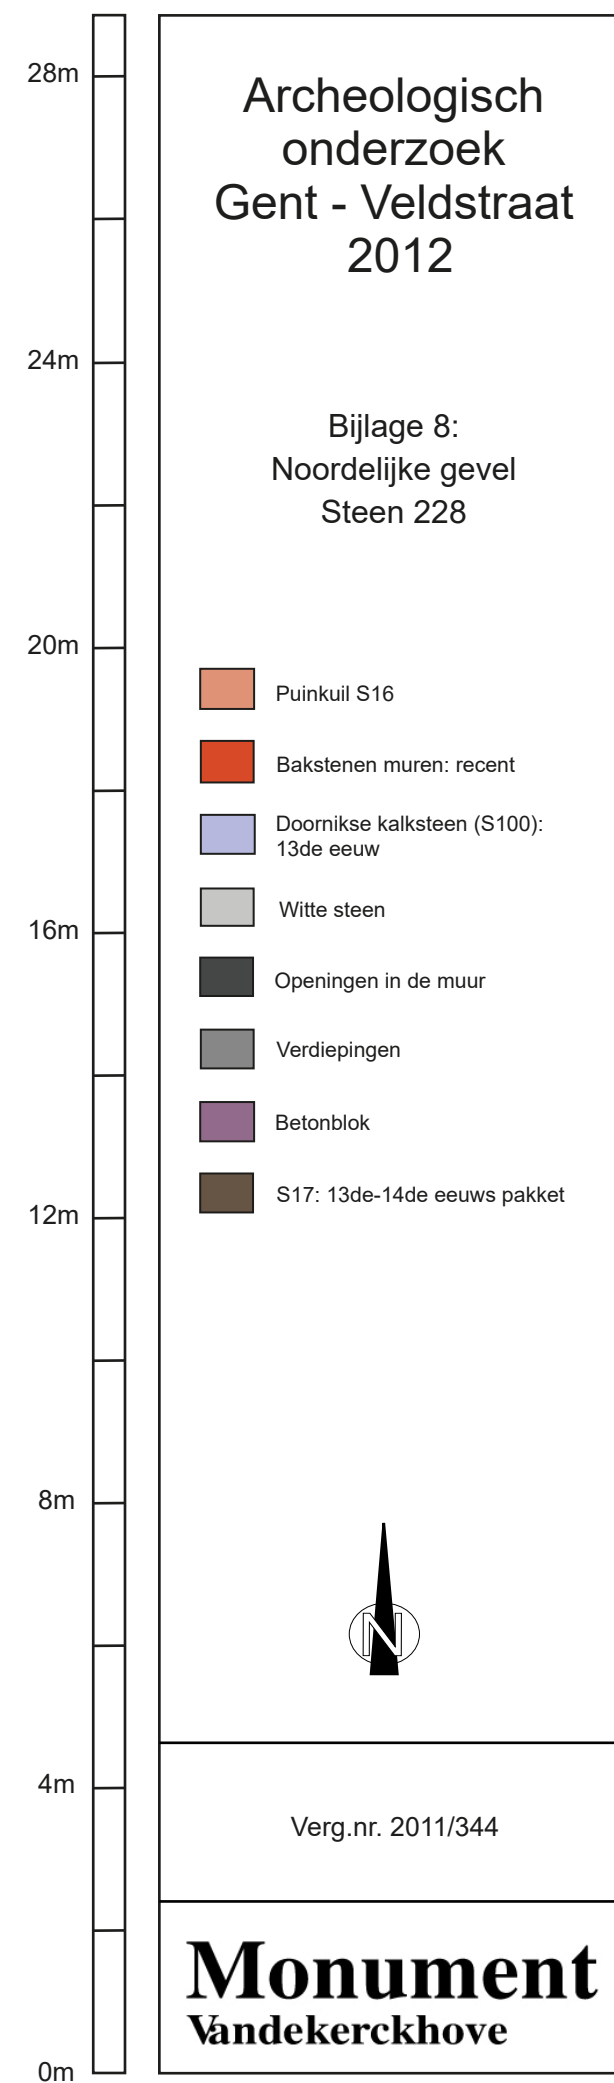 28m
24m
20m
16m
12m
8m
4m
0m
Archeologisch
onderzoek
Gent - Veldstraat
2012
Bijlage 8:
Noordelijke gevel
Steen 228
Puinkuil S16
Bakstenen muren: recent
Doornikse kalksteen (S100):
13de eeuw
Witte steen
Openingen in de muur
Verdiepingen
Betonblok
S17: 13de-14de eeuws pakket
N
Verg.nr. 2011/344
Monument
Vandekerckhove